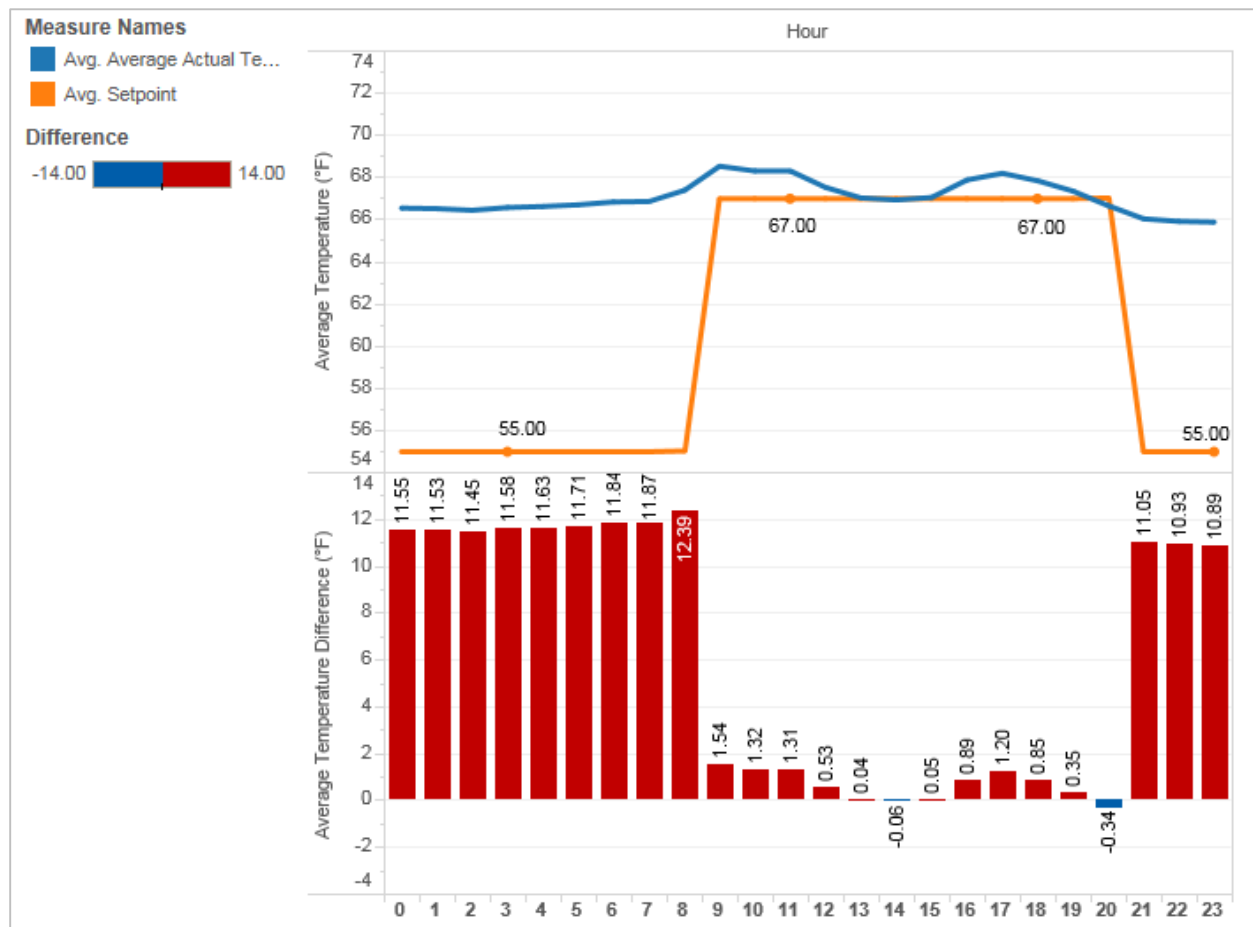 Measure Names
Avg. Average Actual Te...
Avg. Setpoint
Difference
-14.00 14.00
Hour
Average Temperature (°F)
74
72
70
68
66
64
62
60
58
56
54
67.00 67.00
55.00 55.00
Average Temperature Difference (°F)
14
12
10
8
6
4
2
0
-2
-4
11.55 11.53 11.45 11.58 11.63 11.71 11.84 11.87 12.39 1.54 1.32 1.31 0.53 0.04 -0.06 0.05 0.89 1.20 0.85 0.35 -0.34 11.05 10.93 10.89
0 1 2 3 4 5 6 7 8 9 10 11 12 13 14 15 16 17 18 19 20 21 22 23